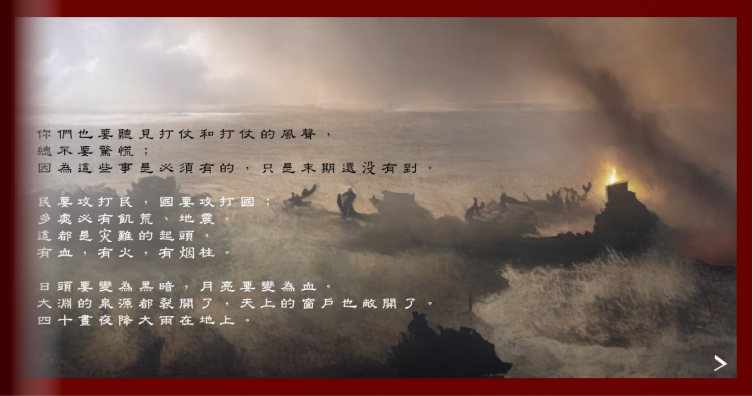 你們也要聽見打仗和打仗的風聲，
總不要驚慌；
因為這些事是必須有的，只是末期還没有到。
民要攻打民，國要攻打國；
多處必有飢荒、地震。
這都是灾難的起頭。
有血，有火，有烟柱。
日頭要變為黑暗，月亮要變為血。
大淵的泉源都裂開了，天上的窗戶也敞開了。
四十晝夜降大雨在地上。